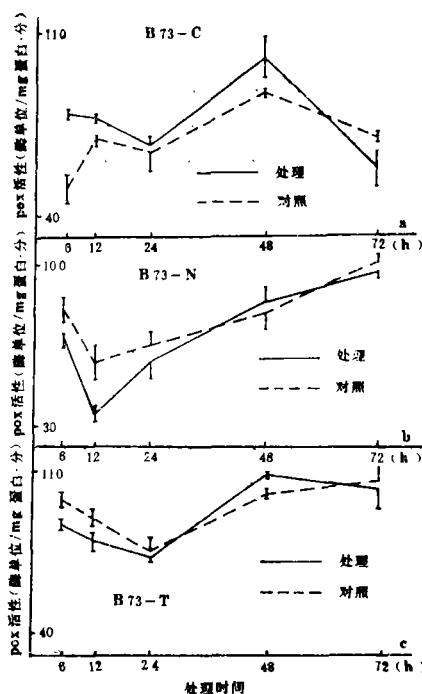 110
B73-C
pox活性(酶单位/mg蛋白·分)
处理
对照
40
a
6 12 24 48 72(h)
100
B73-N
pox活性(酶单位/mg蛋白·分)
处理
对照
30
b
6 12 24 48 72(h)
110
pox活性(酶单位/mg蛋白·分)
处理
对照
B73-T
40
c
6 12 24 48 72(h)
处理时间